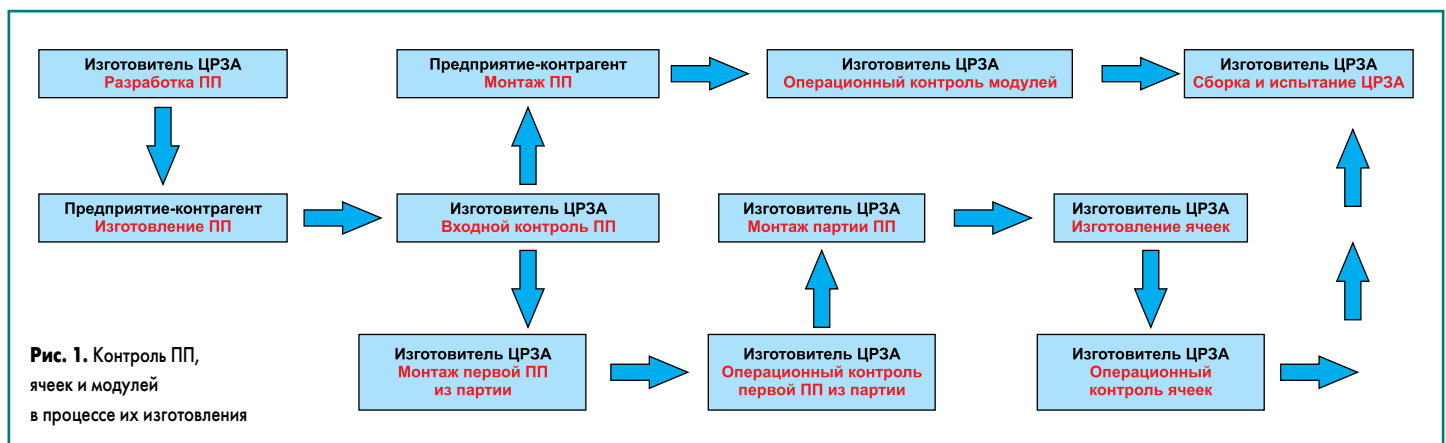 Изготовитель ЦРЗА
Разработка ПП
Предприятие-контрагент
Монтаж ПП
Изготовитель ЦРЗА
Операционный контроль модулей
Изготовитель ЦРЗА
Сборка и испытание ЦРЗА
Предприятие-контрагент
Изготовление ПП
Изготовитель ЦРЗА
Входной контроль ПП
Изготовитель ЦРЗА
Монтаж партии ПП
Изготовитель ЦРЗА
Изготовление ячеек
Изготовитель ЦРЗА
Монтаж первой ПП
из партии
Изготовитель ЦРЗА
Операционный контроль
первой ПП из партии
Изготовитель ЦРЗА
Операционный
контроль ячеек
Рис. 1. Контроль ПП,
ячеек и модулей
в процессе их изготовления